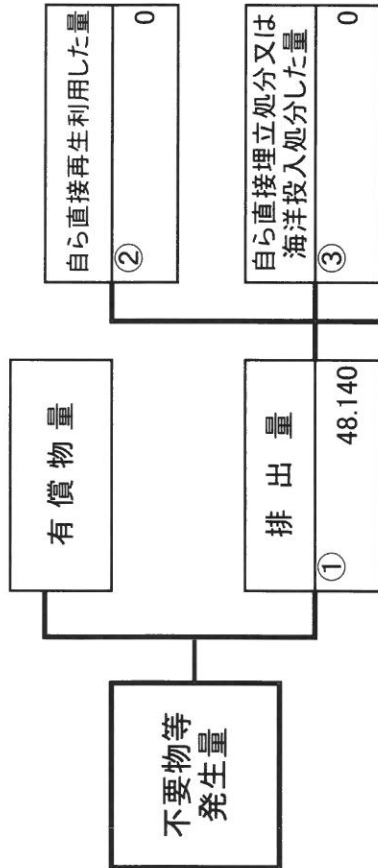 不要物等
発生量
有償物量
排出量
①
48.140
自ら直接再生利用した量
②
0
自ら直接埋立処分又は
海洋投入処分した量
③
0